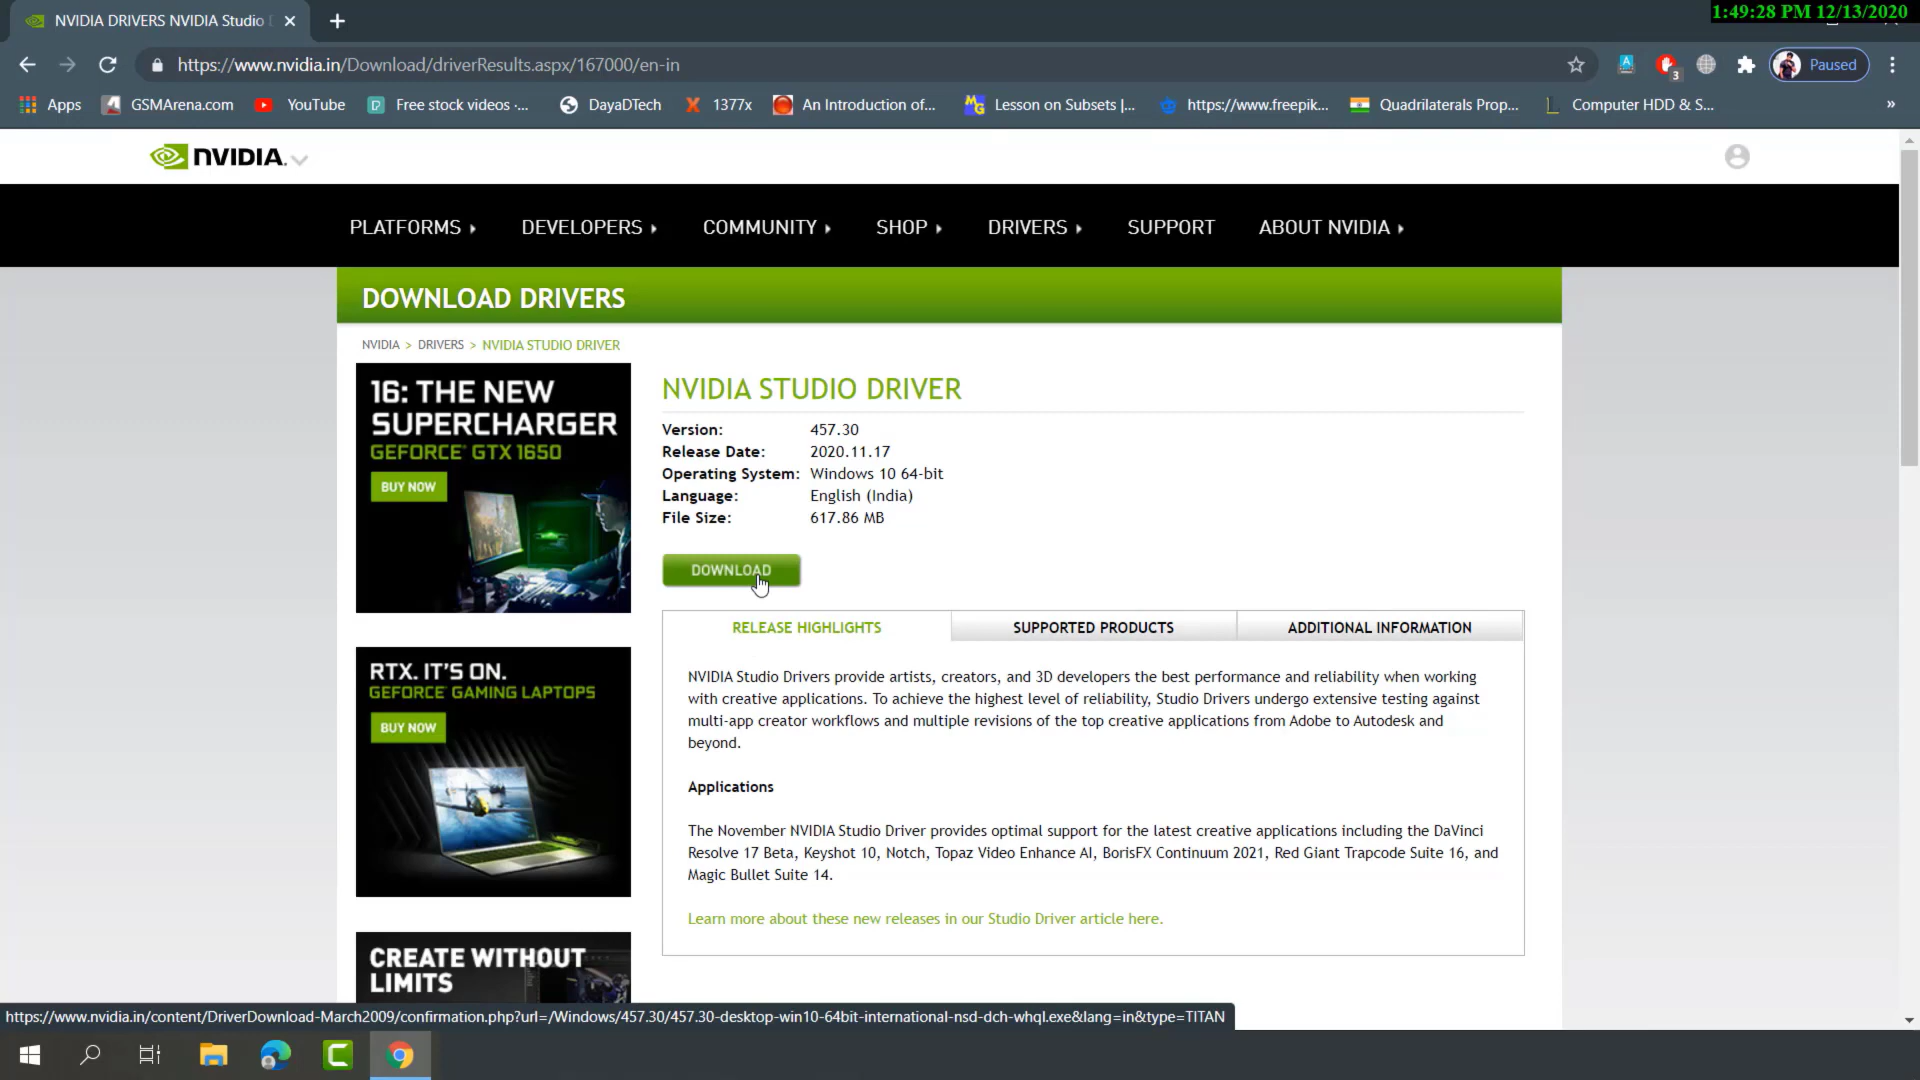 NVIDIA DRIVERS NVIDIA Studio
1:49:28 PM 12/13/2020
https://www.nvidia.in/Download/driverResults.aspx/167000/en-in
3
Paused
Apps
GSMArena.com
YouTube
Free stock videos -...
DayaDTech
1377x
An Introduction of...
Lesson on Subsets |...
https://www.freepik...
Quadrilaterals Prop...
Computer HDD & S...
»
NVIDIA.
PLATFORMS
DEVELOPERS
COMMUNITY
SHOP
DRIVERS
SUPPORT
ABOUT NVIDIA
DOWNLOAD DRIVERS
NVIDIA > DRIVERS > NVIDIA STUDIO DRIVER
16: THE NEW
SUPERCHARGER
GEFORCE® GTX 1650
BUY NOW
NVIDIA STUDIO DRIVER
Version: 457.30
Release Date: 2020.11.17
Operating System: Windows 10 64-bit
Language: English (India)
File Size: 617.86 MB
DOWNLOAD
RELEASE HIGHLIGHTS
SUPPORTED PRODUCTS
ADDITIONAL INFORMATION
NVIDIA Studio Drivers provide artists, creators, and 3D developers the best performance and reliability when working
with creative applications. To achieve the highest level of reliability, Studio Drivers undergo extensive testing against
multi-app creator workflows and multiple revisions of the top creative applications from Adobe to Autodesk and
beyond.
Applications
The November NVIDIA Studio Driver provides optimal support for the latest creative applications including the DaVinci
Resolve 17 Beta, Keyshot 10, Notch, Topaz Video Enhance AI, BorisFX Continuum 2021, Red Giant Trapcode Suite 16, and
Magic Bullet Suite 14.
Learn more about these new releases in our Studio Driver article here.
RTX. IT'S ON.
GEFORCE® GAMING LAPTOPS
BUY NOW
CREATE WITHOUT
LIMITS
https://www.nvidia.in/content/DriverDownload-March2009/confirmation.php?url=/Windows/457.30/457.30-desktop-win10-64bit-international-nsd-dch-whql.exe&lang=in&type=TITAN